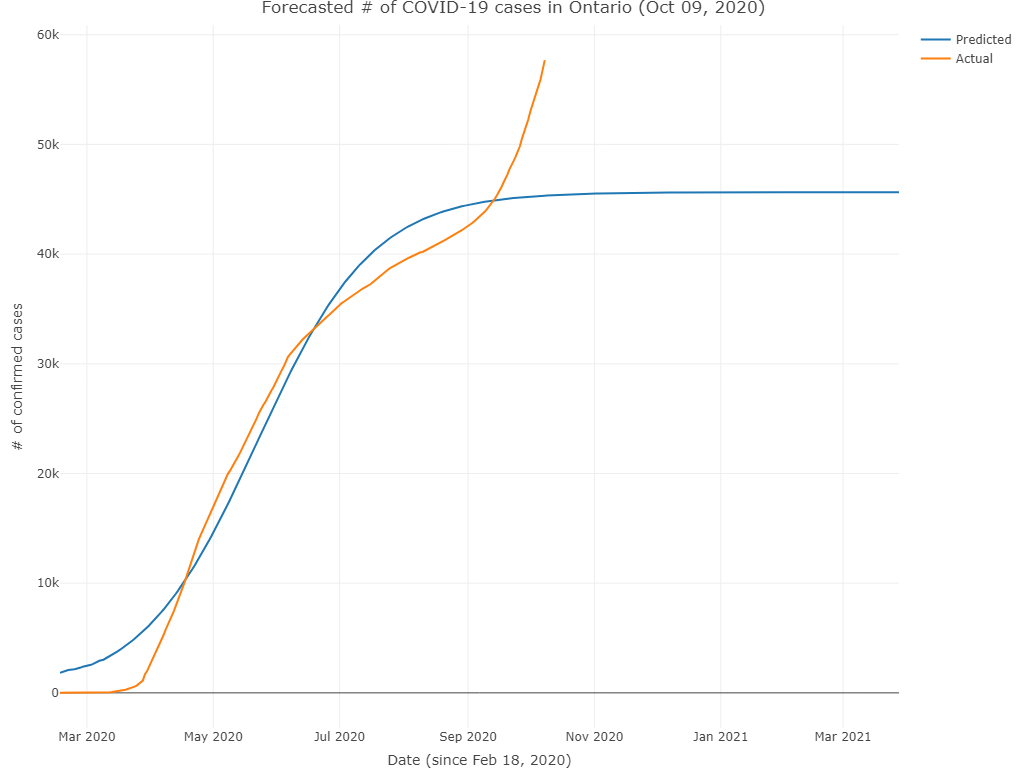 Forecasted # of COVID-19 cases in Ontario (Oct 09, 2020)
Predicted
Actual
60k
50k
40k
30k
20k
10k
0
# of confirmed cases
Mar 2020 May 2020 Jul 2020 Sep 2020 Nov 2020 Jan 2021 Mar 2021
Date (since Feb 18, 2020)